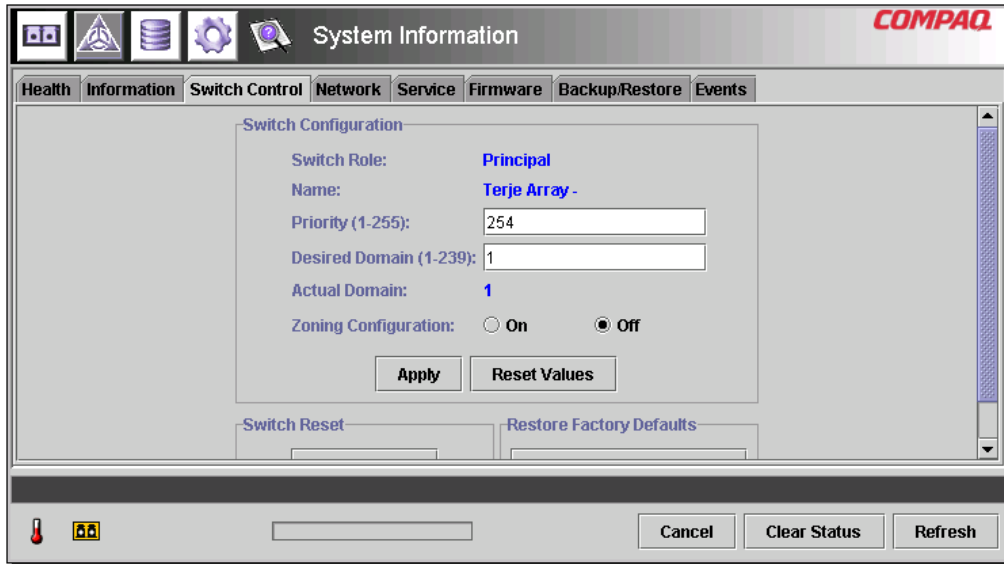 System Information
COMPAQ
Health Information Switch Control Network Service Firmware Backup/Restore Events
Switch Configuration
Switch Role: Principal
Name: Terje Array -
Priority (1-255): 254
Desired Domain (1-239): 1
Actual Domain: 1
Zoning Configuration: On Off
Apply Reset Values
Switch Reset Restore Factory Defaults
Cancel Clear Status Refresh